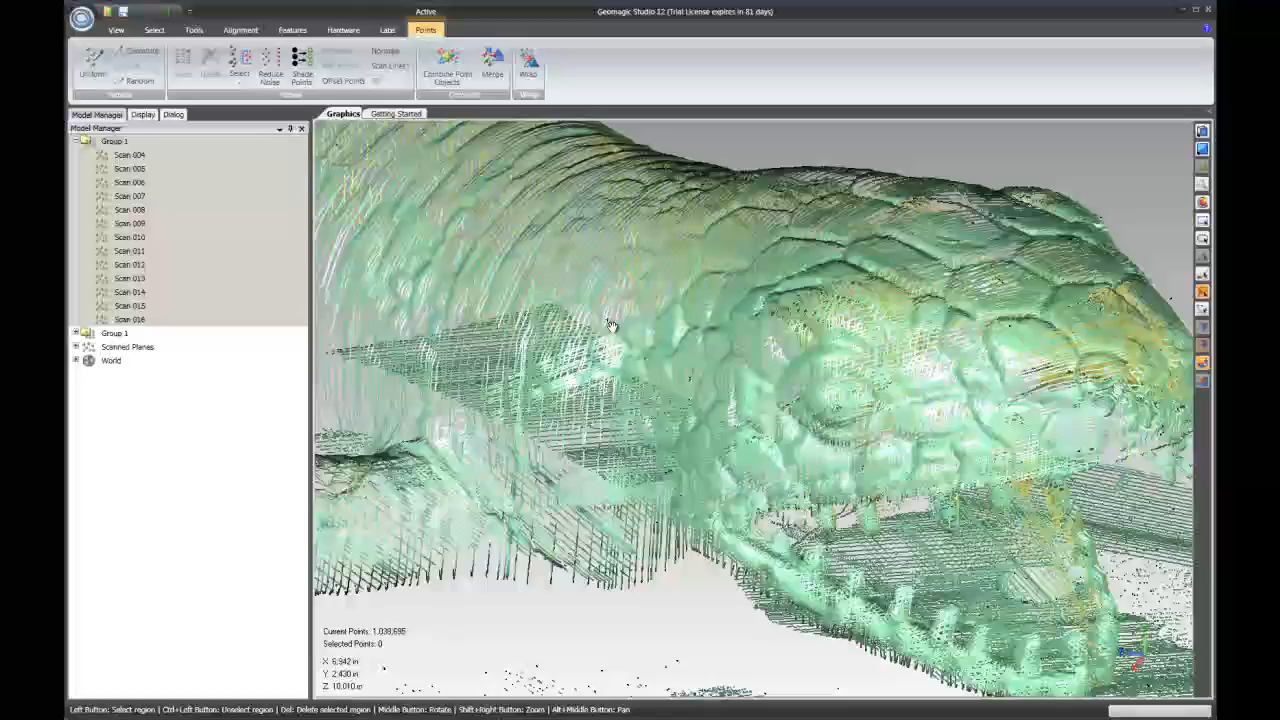 Active
Geomagic Studio 12 (Trial License expires in 81 days)
View
Select
Tools
Alignment
Features
Hardware
Labs
Points
Uniform
Curvature
Random
Select
Reduce
Noise
Shade
Points
Offset Points
Normals
Scan Lines
Combine Point
Objects
Merge
Wrap
Wrap
Model Manager
Display
Dialog
Graphics
Getting Started
Model Manager
Group 1
Scan 004
Scan 005
Scan 006
Scan 007
Scan 008
Scan 009
Scan 010
Scan 011
Scan 012
Scan 013
Scan 014
Scan 015
Scan 016
Group 1
Scanned Planes
World
Current Points: 1,038,695
Selected Points: 0
X 6.942 in
Y 2.430 in
Z 10.010 in
Left Button: Select region | Ctrl+Left Button: Unselect region | Del: Delete selected region | Middle Button: Rotate | Shift+Right Button: Zoom | Alt+Middle Button: Pan